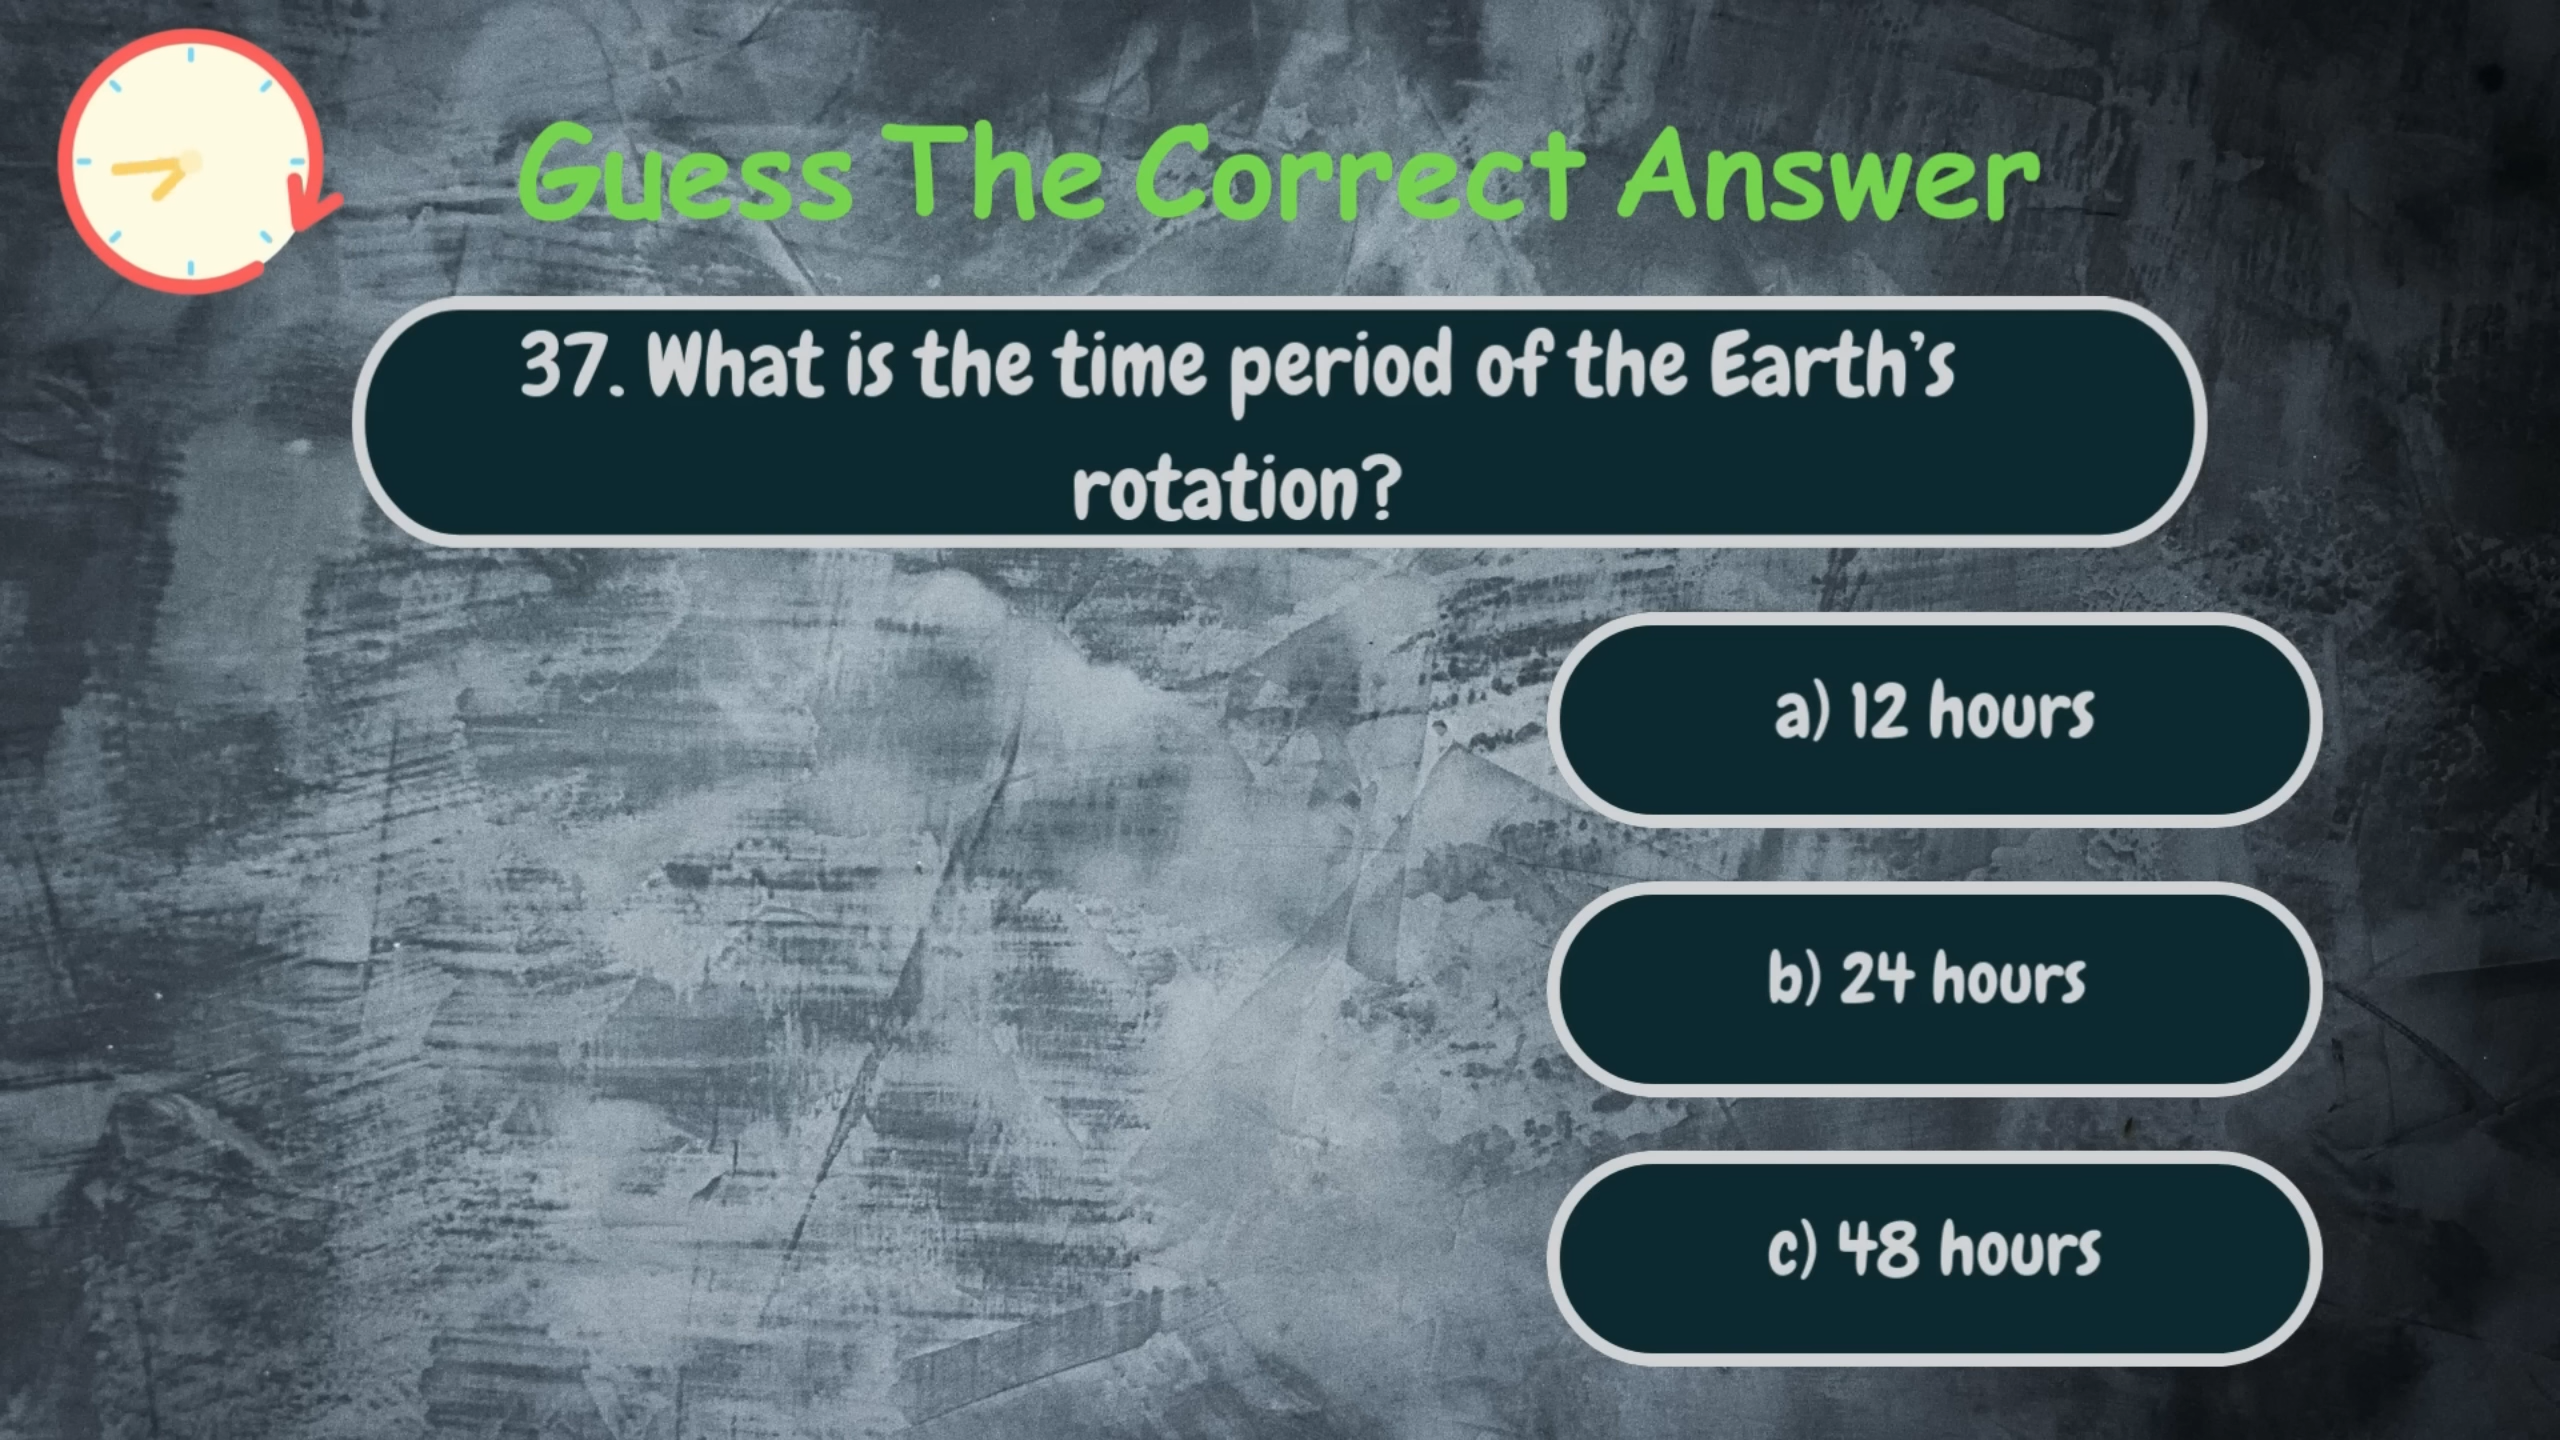 Guess The Correct Answer
37. What is the time period of the Earth's
rotation?
a) 12 hours
b) 24 hours
c) 48 hours